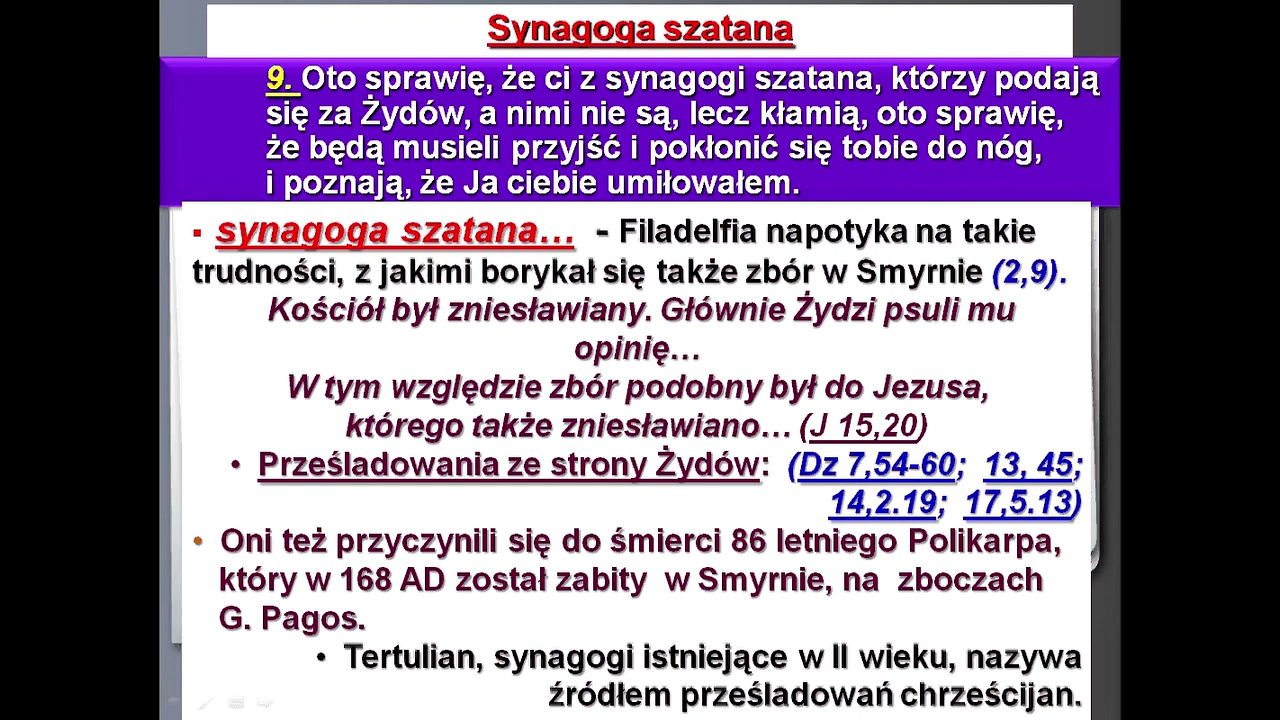 Synagoga szatana
9. Oto sprawię, że ci z synagogi szatana, którzy podają
się za Żydów, a nimi nie są, lecz kłamią, oto sprawię,
że będą musieli przyjść i pokłonić się tobie do nóg,
i poznają, że Ja ciebie umiłowałem.
▪ synagoga szatana… - Filadelfia napotyka na takie
trudności, z jakimi borykał się także zbór w Smyrnie (2,9).
Kościół był zniesławiany. Głównie Żydzi psuli mu
opinię…
W tym względzie zbór podobny był do Jezusa,
którego także zniesławiano… (J 15,20)
• Prześladowania ze strony Żydów: (Dz 7,54-60; 13, 45;
14,2.19; 17,5.13)
• Oni też przyczynili się do śmierci 86 letniego Polikarpa,
który w 168 AD został zabity w Smyrnie, na zboczach
G. Pagos.
• Tertulian, synagogi istniejące w II wieku, nazywa
źródłem prześladowań chrześcijan.